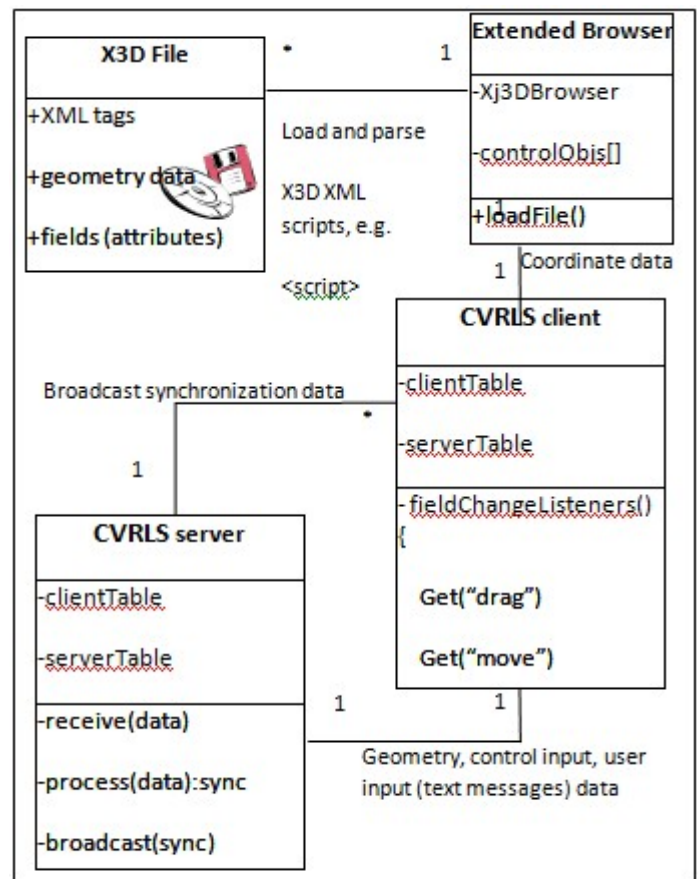 X3D File
+XML tags
+geometry data
+fields (attributes)
*
1
Load and parse
X3D XML
scripts, e.g.
<script>
Extended Browser
-Xj3DBrowser
-controlObjs[]
1
+loadFile()
1
Coordinate data
CVRLS client
-clientTable
-serverTable
- fieldChangeListeners()
{
Get(“drag”)
Get(“move”)
Broadcast synchronization data
*
1
CVRLS server
-clientTable
-serverTable
-receive(data)
-process(data):sync
-broadcast(sync)
1
1
Geometry, control input, user
input (text messages) data